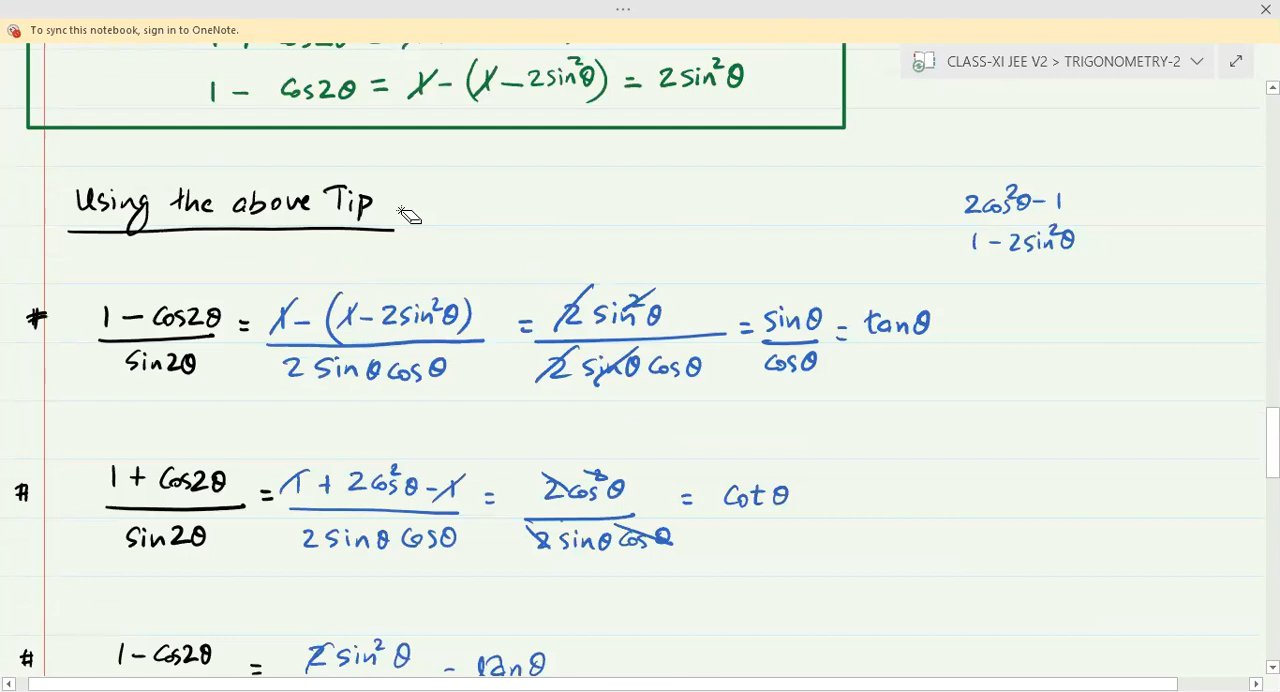 To sync this notebook, sign in to OneNote.
CLASS-XI JEE V2 > TRIGONOMETRY-2
1 - cos2θ = 1 - (1 - 2sin²θ) = 2sin²θ
Using the above Tip
2cos²θ - 1
1 - 2sin²θ
# (1 - cos2θ)/(sin2θ) = (1 - (1 - 2sin²θ))/(2 sinθ cosθ) = (2 sin²θ)/(2 sinθ cosθ) = sinθ/cosθ = tanθ
# (1 + cos2θ)/(sin2θ) = (1 + 2cos²θ - 1)/(2 sinθ cosθ) = (2cos²θ)/(2 sinθ cosθ) = cot θ
# 1 - cos2θ = 2sin²θ = tanθ